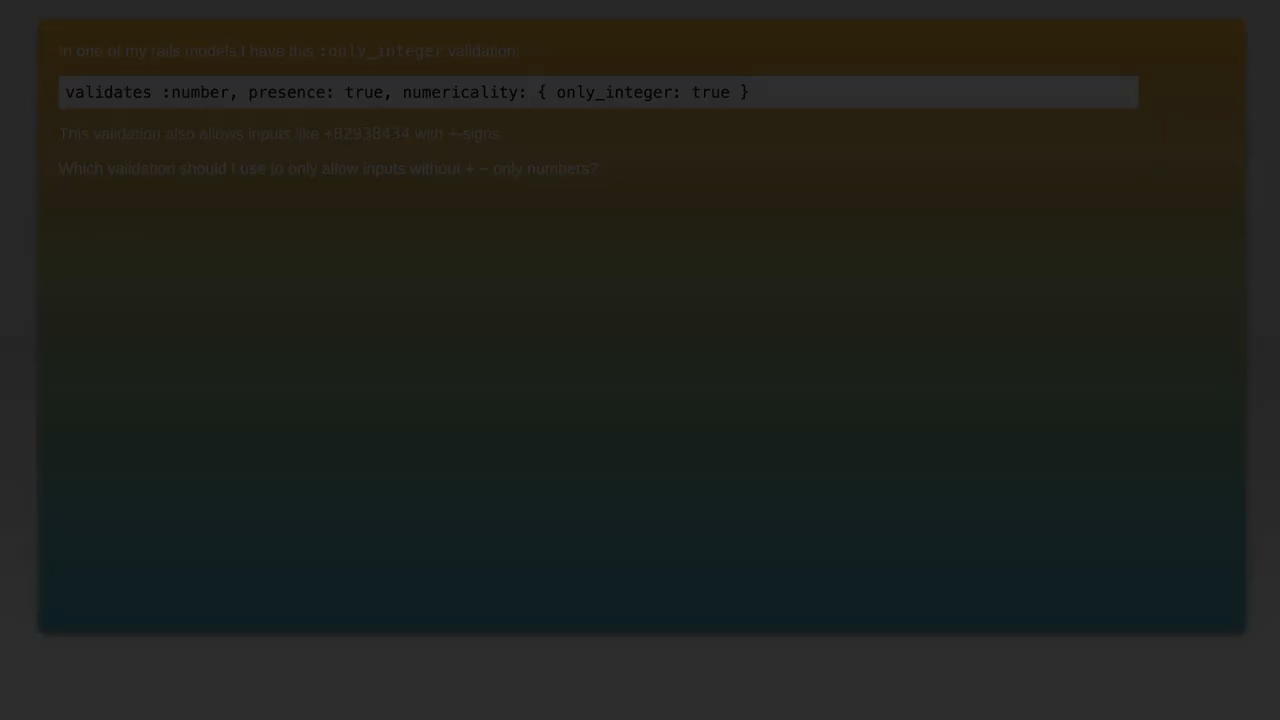 In one of my rails models I have this :only_integer validation:
validates :number, presence: true, numericality: { only_integer: true }
This validation also allows inputs like +82938434 with +-signs.
Which validation should I use to only allow inputs without + − only numbers?